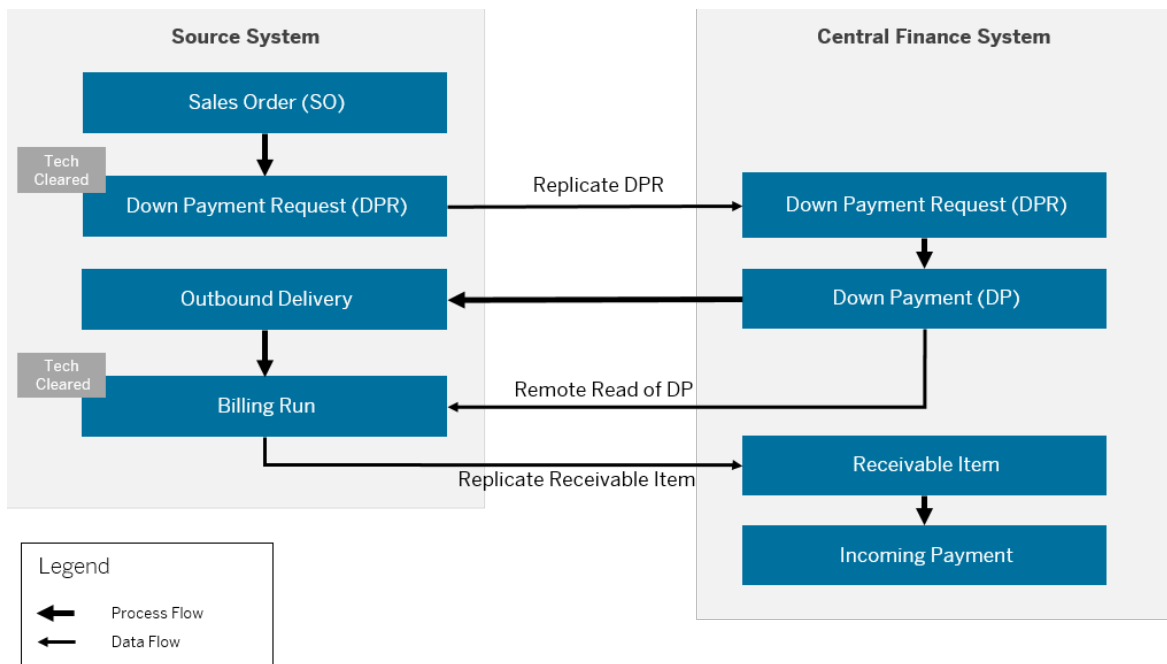 Source System
Central Finance System
Sales Order (SO)
Tech
Cleared
Down Payment Request (DPR)
Replicate DPR
Down Payment Request (DPR)
Outbound Delivery
Down Payment (DP)
Tech
Cleared
Billing Run
Remote Read of DP
Receivable Item
Replicate Receivable Item
Incoming Payment
Legend
Process Flow
Data Flow